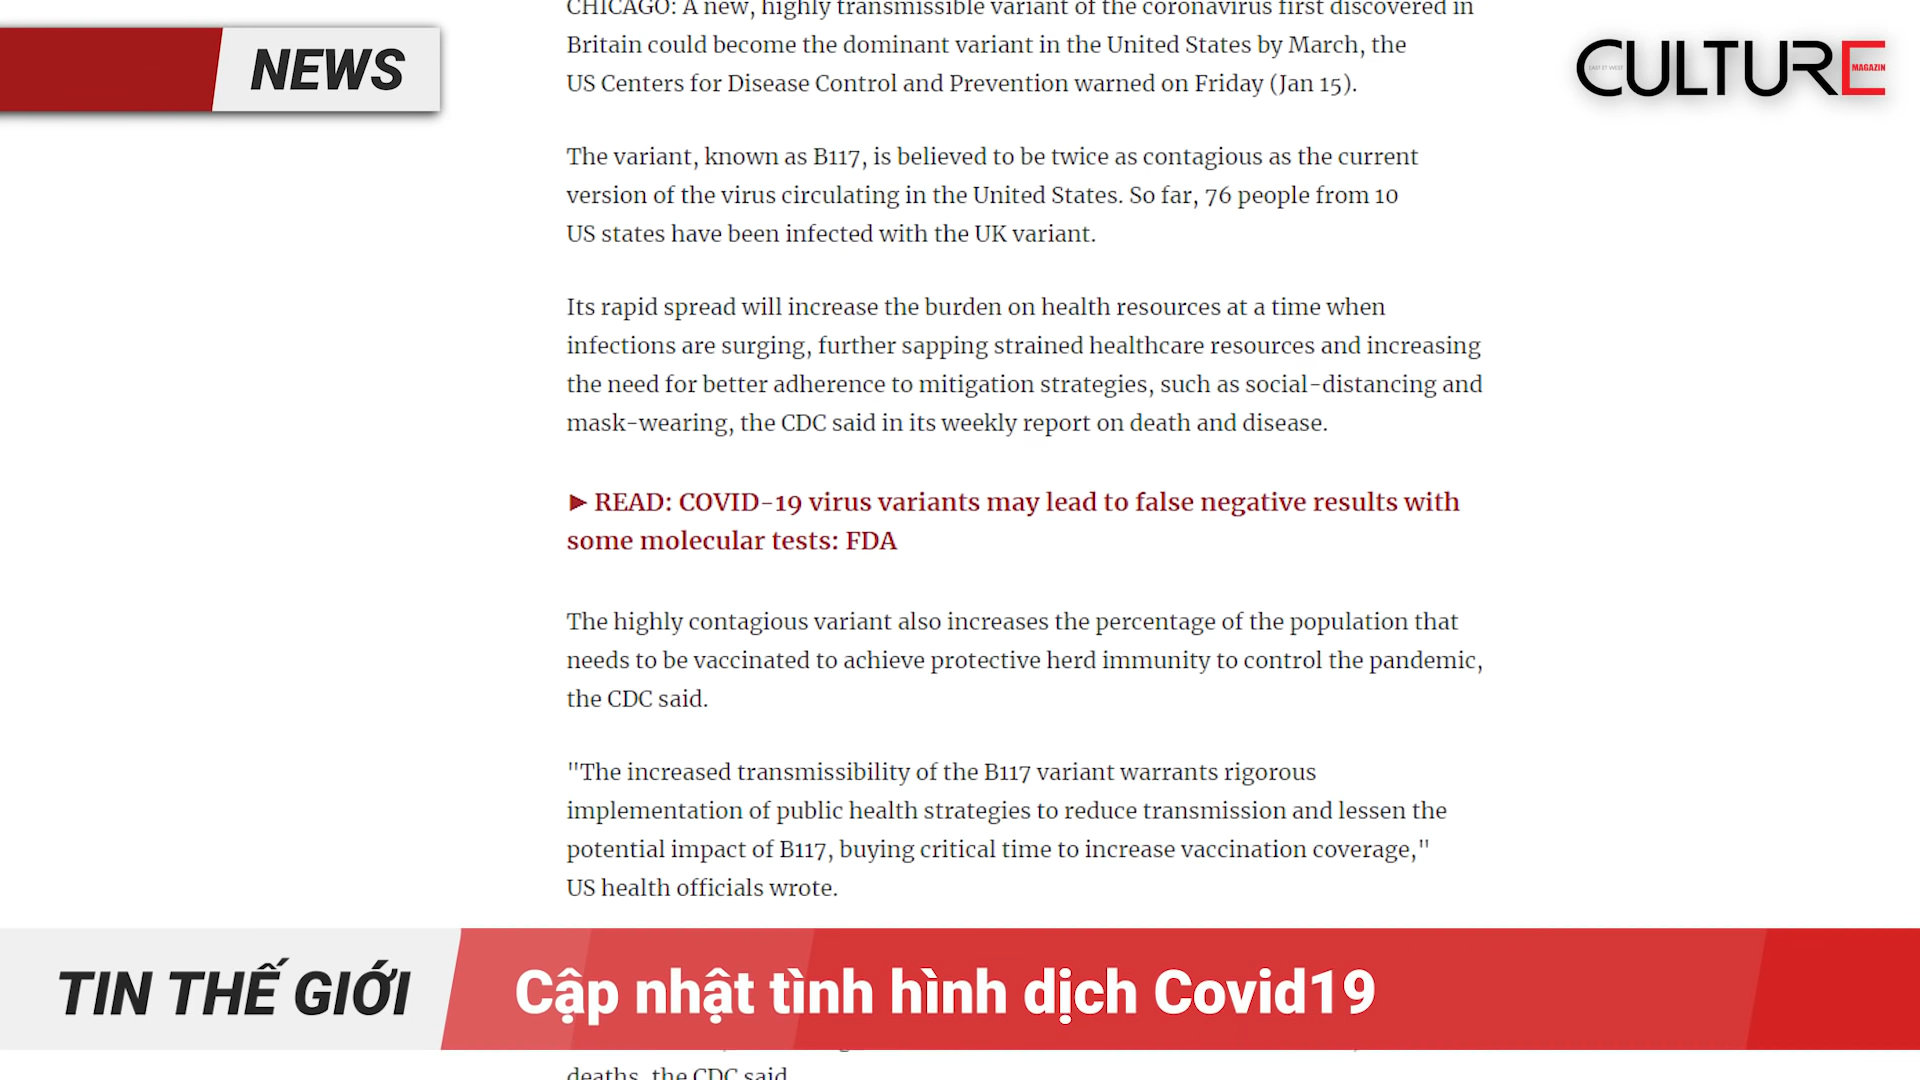 NEWS
CULTURE
EAST ET WEST
MAGAZIN
CHICAGO: A new, highly transmissible variant of the coronavirus first discovered in
Britain could become the dominant variant in the United States by March, the
US Centers for Disease Control and Prevention warned on Friday (Jan 15).
The variant, known as B117, is believed to be twice as contagious as the current
version of the virus circulating in the United States. So far, 76 people from 10
US states have been infected with the UK variant.
Its rapid spread will increase the burden on health resources at a time when
infections are surging, further sapping strained healthcare resources and increasing
the need for better adherence to mitigation strategies, such as social-distancing and
mask-wearing, the CDC said in its weekly report on death and disease.
► READ: COVID-19 virus variants may lead to false negative results with
some molecular tests: FDA
The highly contagious variant also increases the percentage of the population that
needs to be vaccinated to achieve protective herd immunity to control the pandemic,
the CDC said.
"The increased transmissibility of the B117 variant warrants rigorous
implementation of public health strategies to reduce transmission and lessen the
potential impact of B117, buying critical time to increase vaccination coverage,"
US health officials wrote.
TIN THẾ GIỚI
Cập nhật tình hình dịch Covid19
deaths, the CDC said